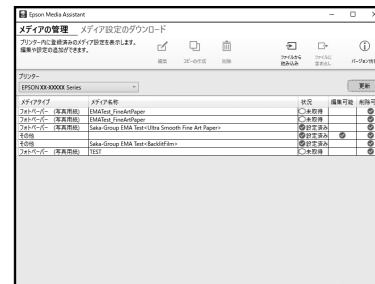 Epson Media Assistant
メディアの管理 メディア設定のダウンロード
プリンター内に登録済みのメディア設定を表示します。
編集や設定の追加ができます。
編集 コピーの作成 削除 ファイルから 読み込み ファイルに 書き出し バージョン情報
プリンター
EPSON XX-XXXXX Series 更新
メディアタイプ メディア名称 状況 編集可能 削除可
フォトペーパー (写真用紙) EMATest_FineArtPaper 未取得
フォトペーパー (写真用紙) EMATest_FineArtPaper 未取得
フォトペーパー (写真用紙) Saka-Group EMA Test<Ultra Smooth Fine Art Paper> 設定済み
その他 設定済み
その他 Saka-Group EMA Test<BacklitFilm> 設定済み
フォトペーパー (写真用紙) TEST 未取得